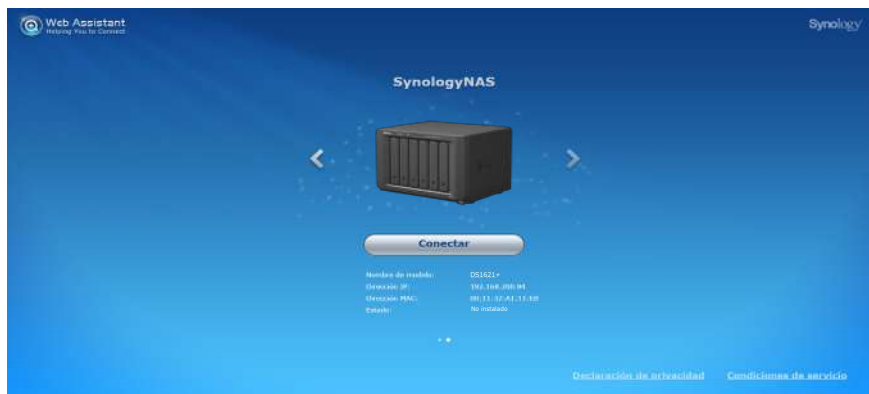 Web Assistant
Helping You to Connect
Synology
SynologyNAS
Conectar
Nombre de modelo: DS1621+
Dirección IP:
Dirección MAC:
Estado: No instalado
Declaración de privacidad Condiciones de servicio